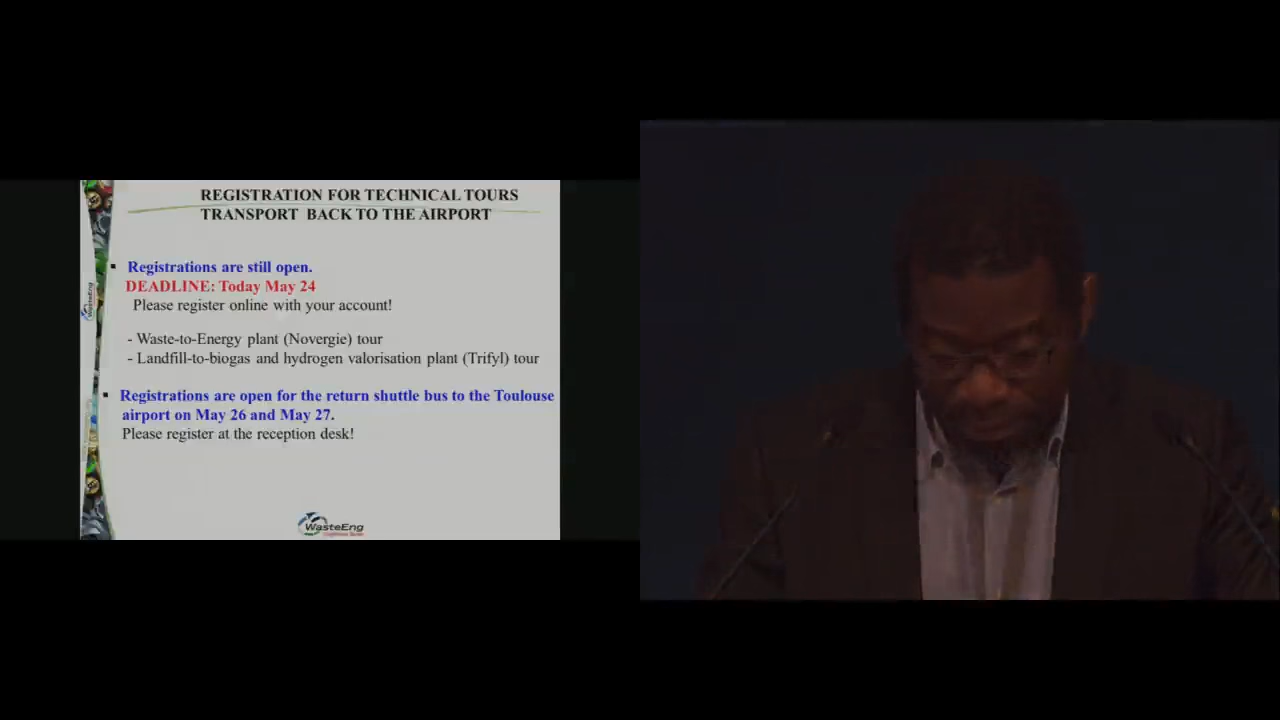 REGISTRATION FOR TECHNICAL TOURS
TRANSPORT BACK TO THE AIRPORT
Registrations are still open.
DEADLINE: Today May 24
Please register online with your account!
- Waste-to-Energy plant (Novergie) tour
- Landfill-to-biogas and hydrogen valorisation plant (Trifyl) tour
Registrations are open for the return shuttle bus to the Toulouse
airport on May 26 and May 27.
Please register at the reception desk!
WasteEng
WasteEng